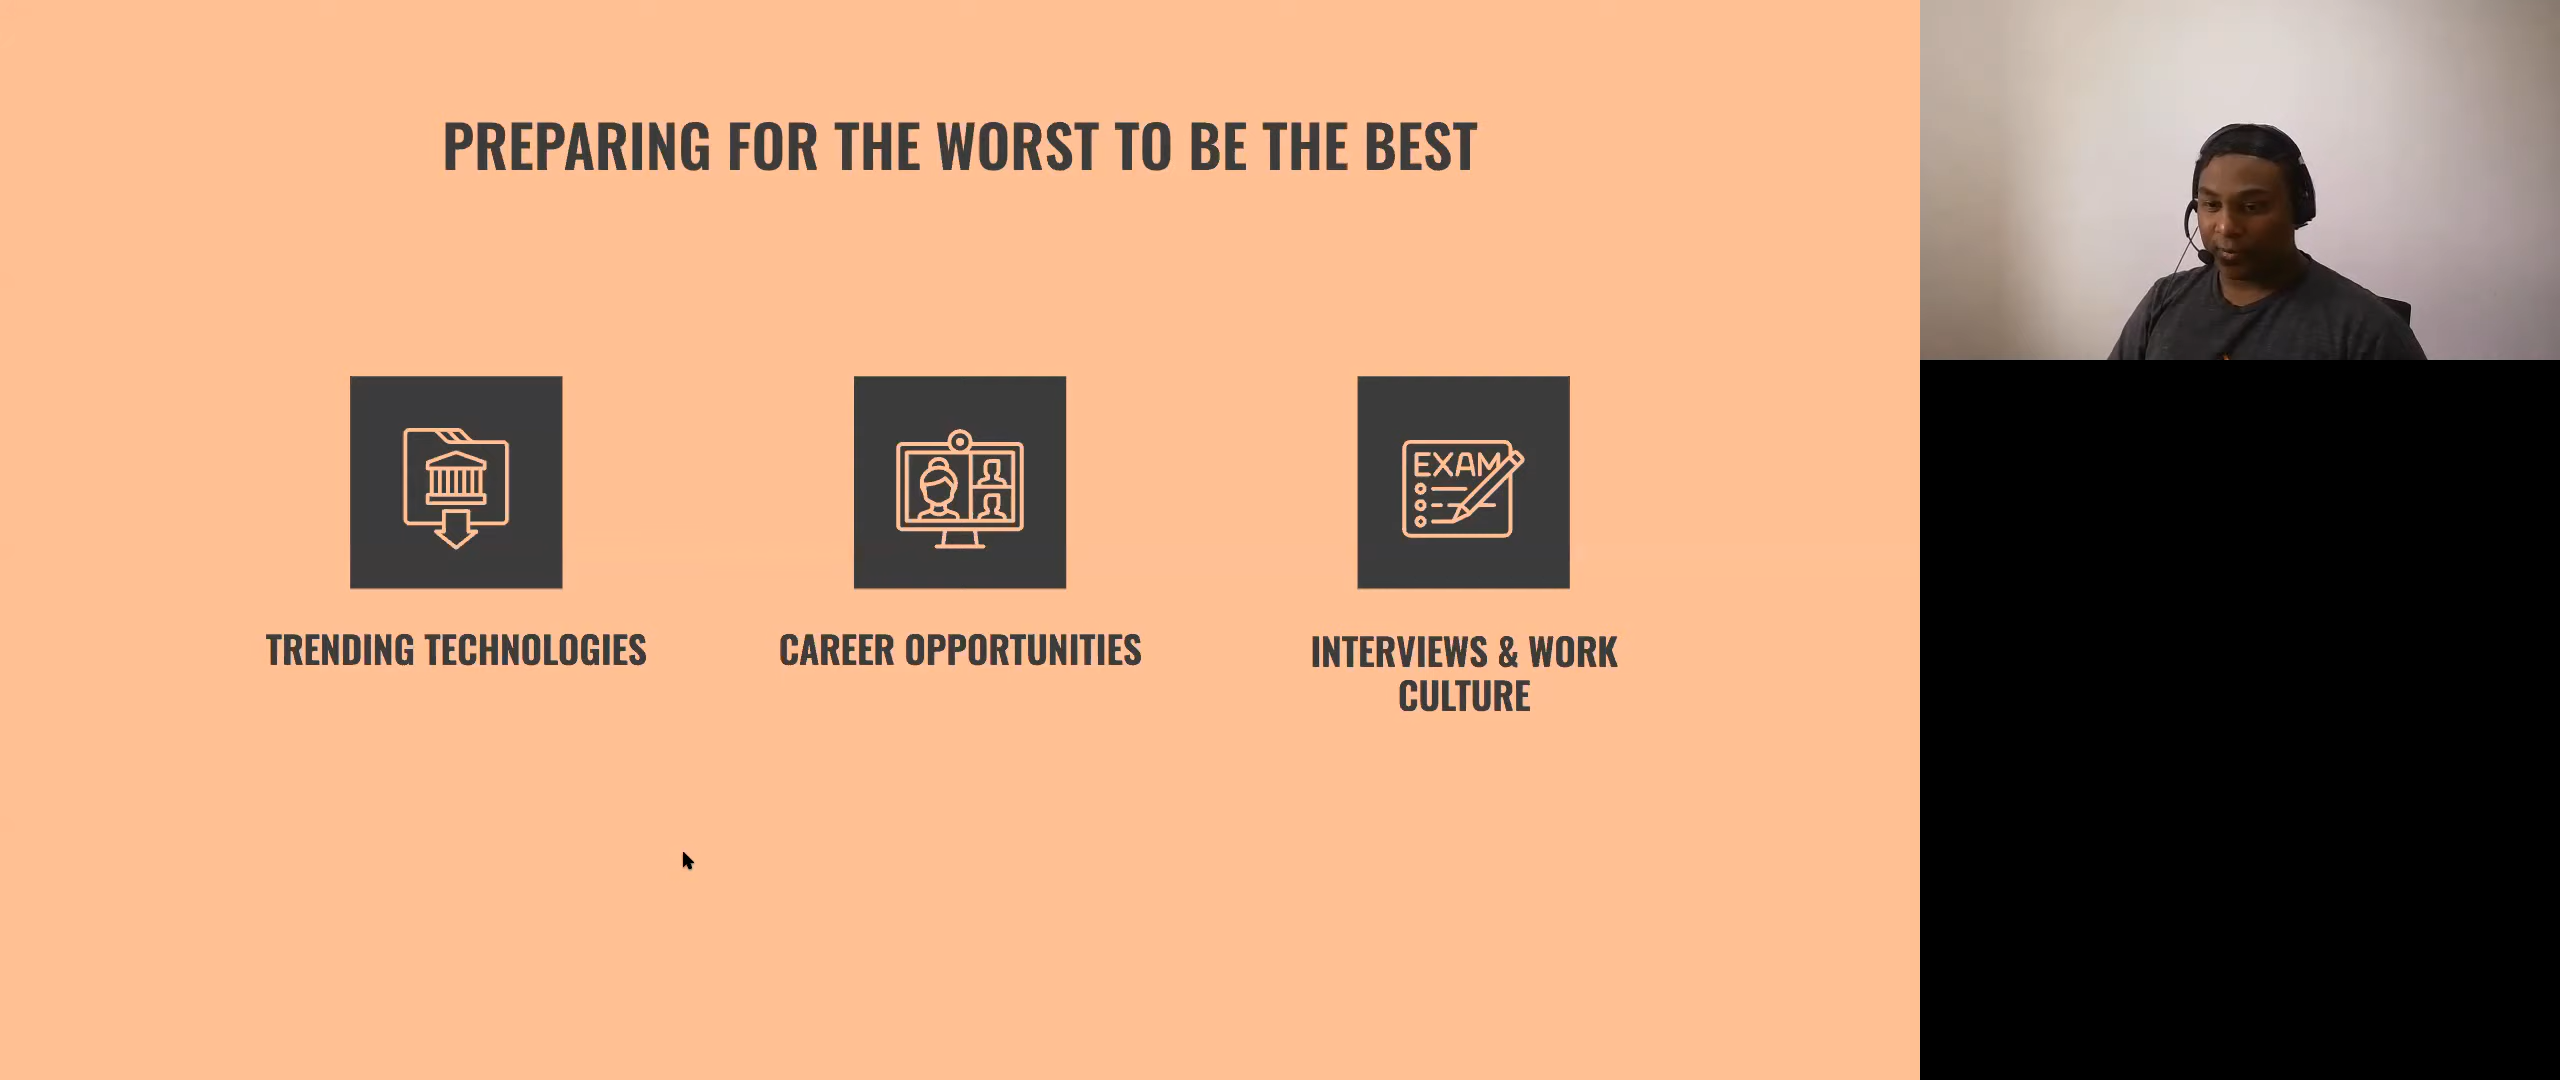 PREPARING FOR THE WORST TO BE THE BEST
EXAM
TRENDING TECHNOLOGIES
CAREER OPPORTUNITIES
INTERVIEWS & WORK
CULTURE